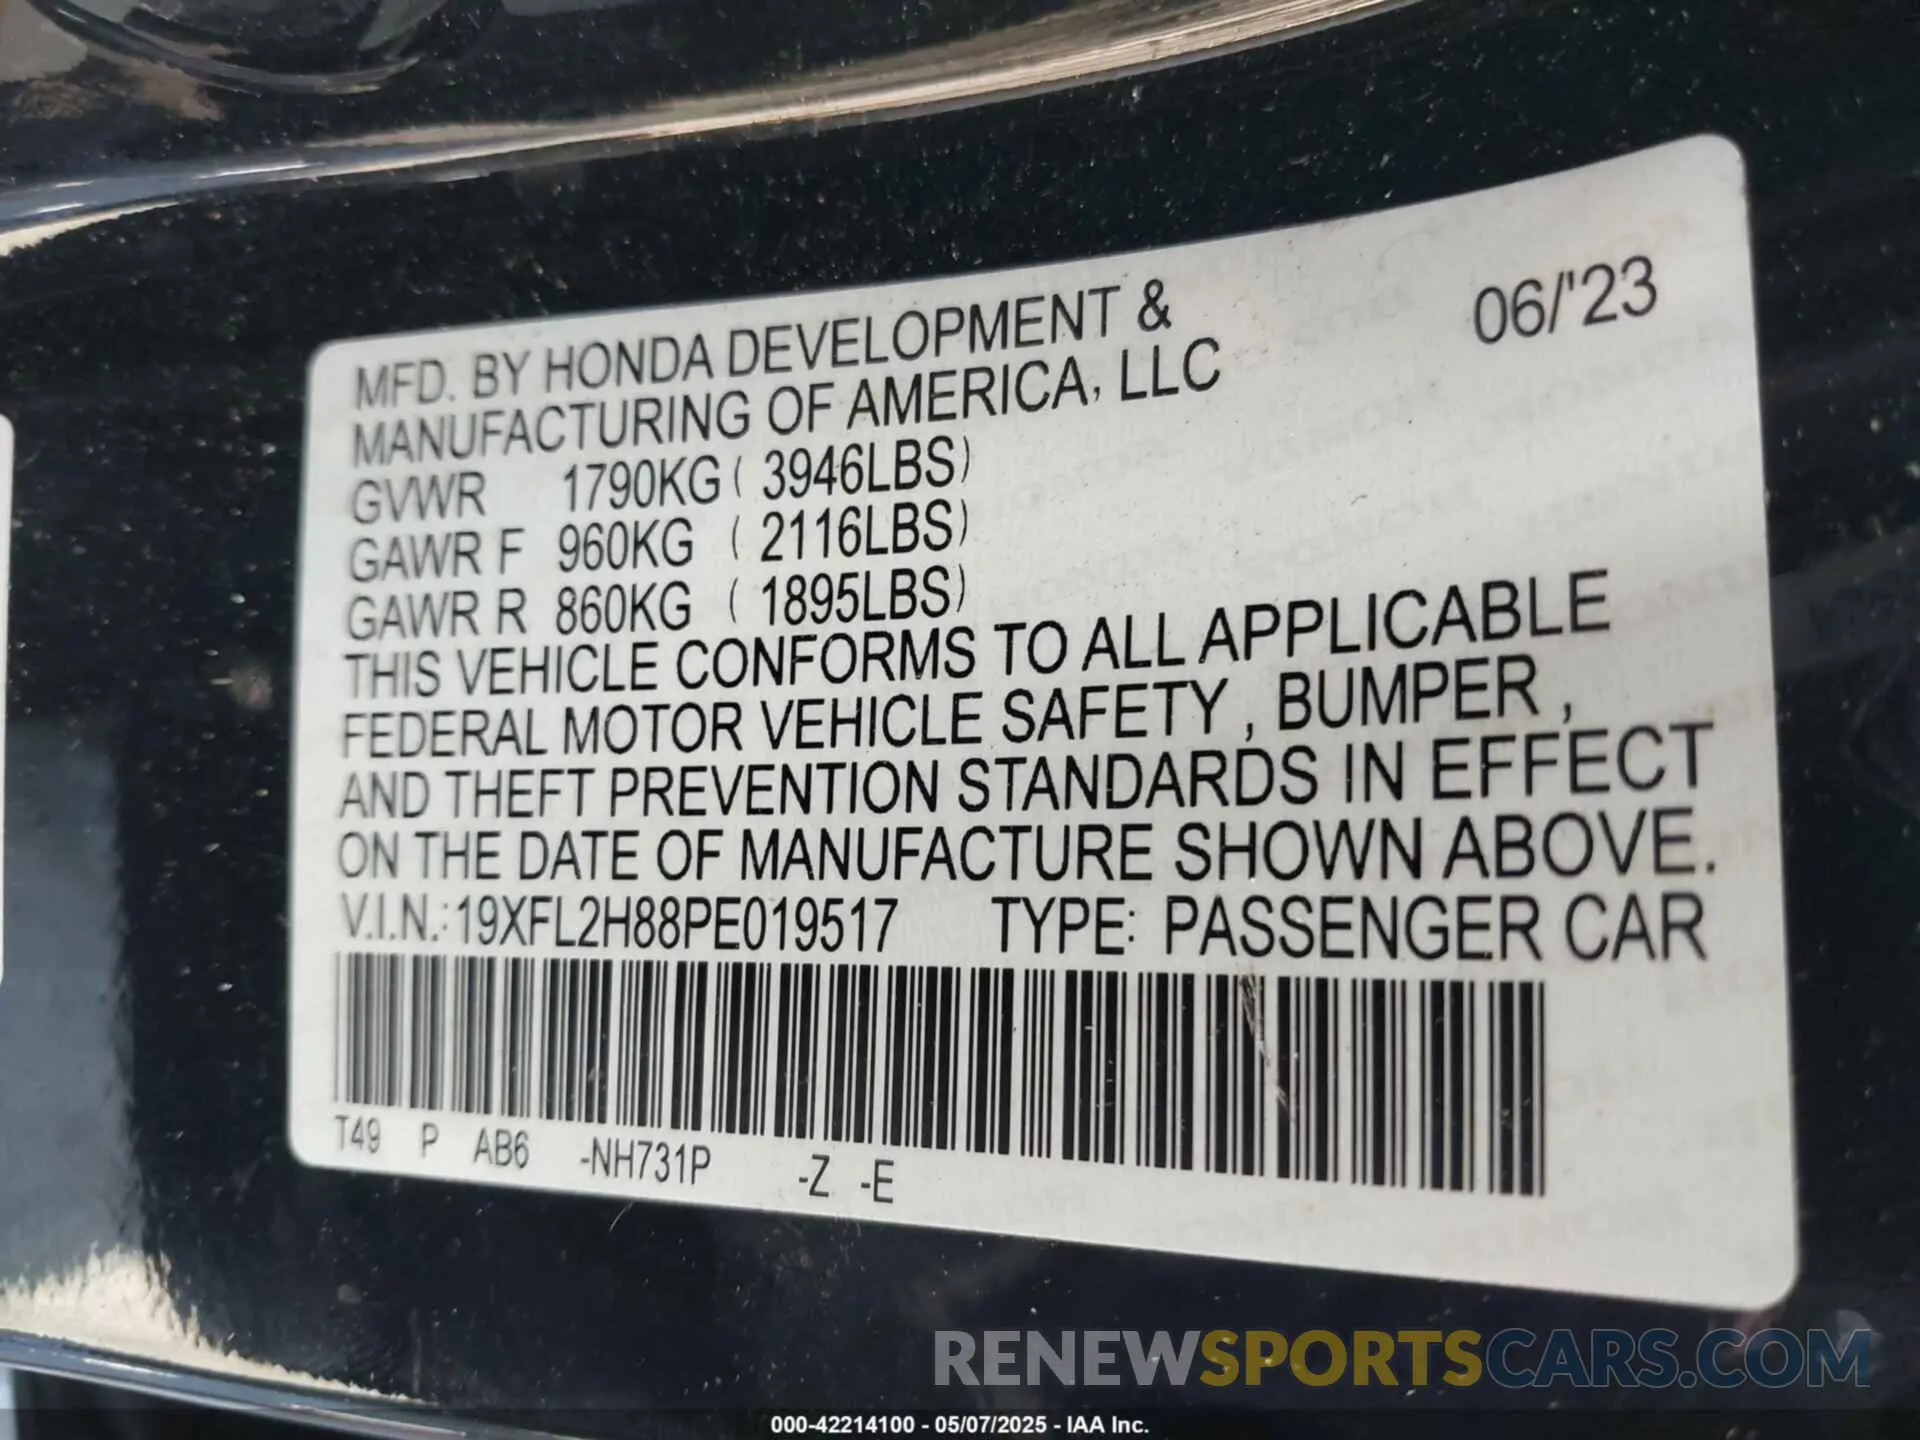 06/'23
MFD. BY HONDA DEVELOPMENT &
MANUFACTURING OF AMERICA, LLC
GVWR 1790KG ( 3946LBS)
GAWR F 960KG ( 2116LBS)
GAWR R 860KG ( 1895LBS)
THIS VEHICLE CONFORMS TO ALL APPLICABLE
FEDERAL MOTOR VEHICLE SAFETY , BUMPER ,
AND THEFT PREVENTION STANDARDS IN EFFECT
ON THE DATE OF MANUFACTURE SHOWN ABOVE.
V.I.N.: 19XFL2H88PE019517 TYPE: PASSENGER CAR
T49 P AB6 -NH731P -Z -E
RENEWSPORTSCARS.COM
000-42214100 - 05/07/2025 - IAA Inc.